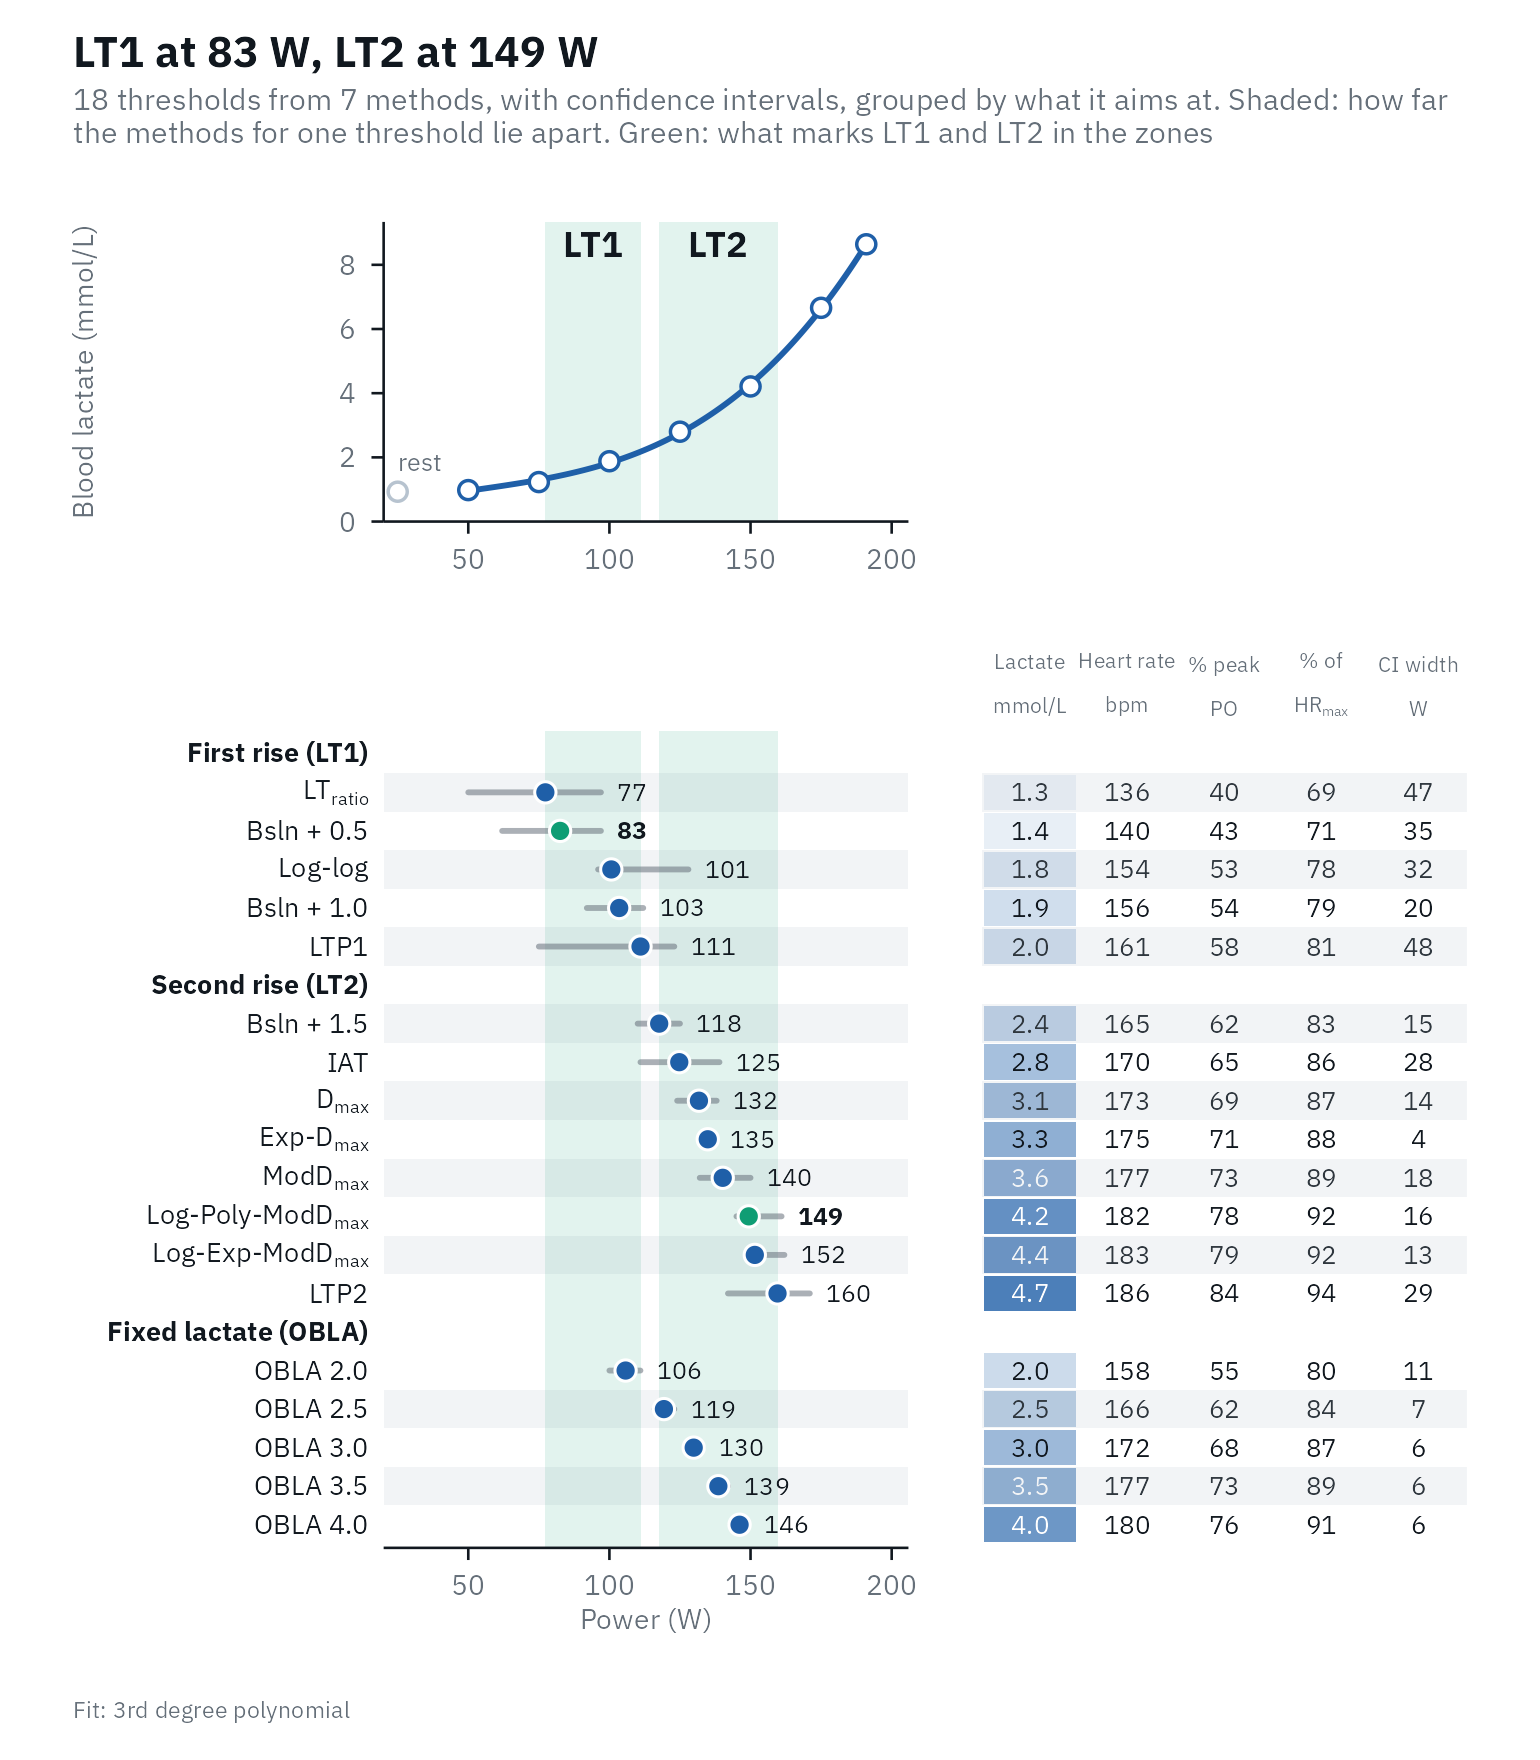 LT1 at 83 W, LT2 at 149 W
18 thresholds from 7 methods, with confidence intervals, grouped by what it aims at. Shaded: how far
the methods for one threshold lie apart. Green: what marks LT1 and LT2 in the zones
Blood lactate (mmol/L)
LT1 LT2
8
6
4
2
0
rest
50 100 150 200
Lactate Heart rate % peak % of CI width
mmol/L bpm PO HRmax W
First rise (LT1)
LTratio 77 1.3 136 40 69 47
Bsln + 0.5 83 1.4 140 43 71 35
Log-log 101 1.8 154 53 78 32
Bsln + 1.0 103 1.9 156 54 79 20
LTP1 111 2.0 161 58 81 48
Second rise (LT2)
Bsln + 1.5 118 2.4 165 62 83 15
IAT 125 2.8 170 65 86 28
Dmax 132 3.1 173 69 87 14
Exp-Dmax 135 3.3 175 71 88 4
ModDmax 140 3.6 177 73 89 18
Log-Poly-ModDmax 149 4.2 182 78 92 16
Log-Exp-ModDmax 152 4.4 183 79 92 13
LTP2 160 4.7 186 84 94 29
Fixed lactate (OBLA)
OBLA 2.0 106 2.0 158 55 80 11
OBLA 2.5 119 2.5 166 62 84 7
OBLA 3.0 130 3.0 172 68 87 6
OBLA 3.5 139 3.5 177 73 89 6
OBLA 4.0 146 4.0 180 76 91 6
50 100 150 200
Power (W)
Fit: 3rd degree polynomial